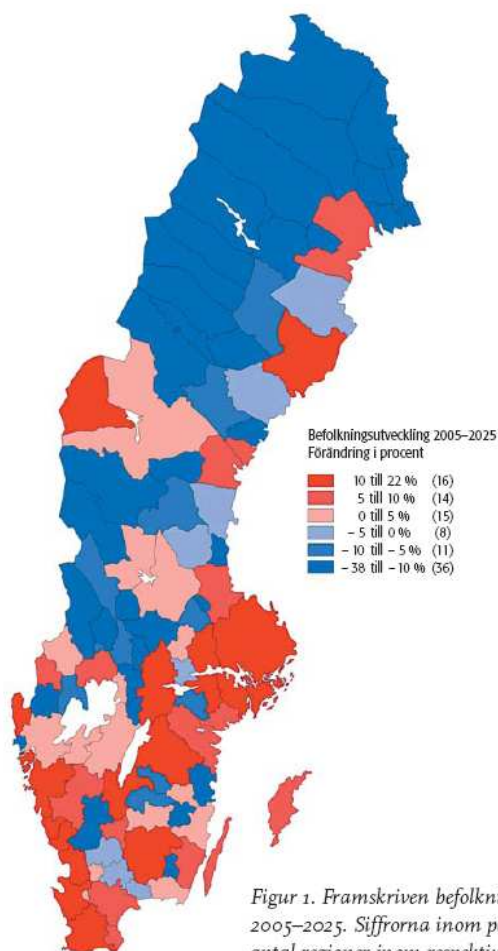 Befolkningsutveckling 2005–2025
Förändring i procent
10 till 22 % (16)
5 till 10 % (14)
0 till 5 % (15)
– 5 till 0 % (8)
– 10 till – 5 % (11)
– 38 till – 10 % (36)
Figur 1. Framskriven befolkn
2005–2025. Siffrorna inom p